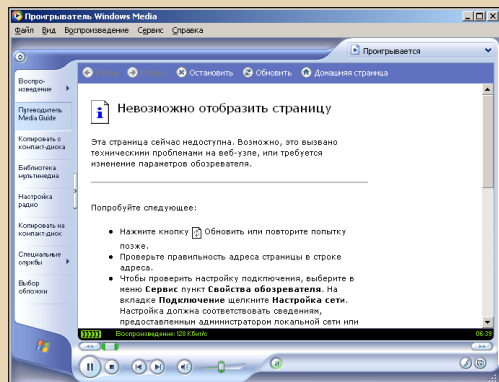 Проигрыватель Windows Media
Файл Вид Воспроизведение Сервис Справка
Проигрывается
Остановить Обновить Домашняя страница
Воспро-
изведение
Путеводитель
Media Guide
Копировать с
компакт-диска
Библиотека
мультимедиа
Настройка
радио
Копировать на
компакт-диск
Специальные
службы
Выбор
обложки
Невозможно отобразить страницу
Эта страница сейчас недоступна. Возможно, это вызвано
техническими проблемами на веб-узле, или требуется
изменение параметров обозревателя.
Попробуйте следующее:
Нажмите кнопку Обновить или повторите попытку
позже.
Проверьте правильность адреса страницы в строке
адреса.
Чтобы проверить настройку подключения, выберите в
меню Сервис пункт Свойства обозревателя. На
вкладке Подключение щелкните Настройка сети.
Настройка должна соответствовать сведениям,
предоставленным администратором локальной сети или
Воспроизведение: 128 Кбит/с 06:39